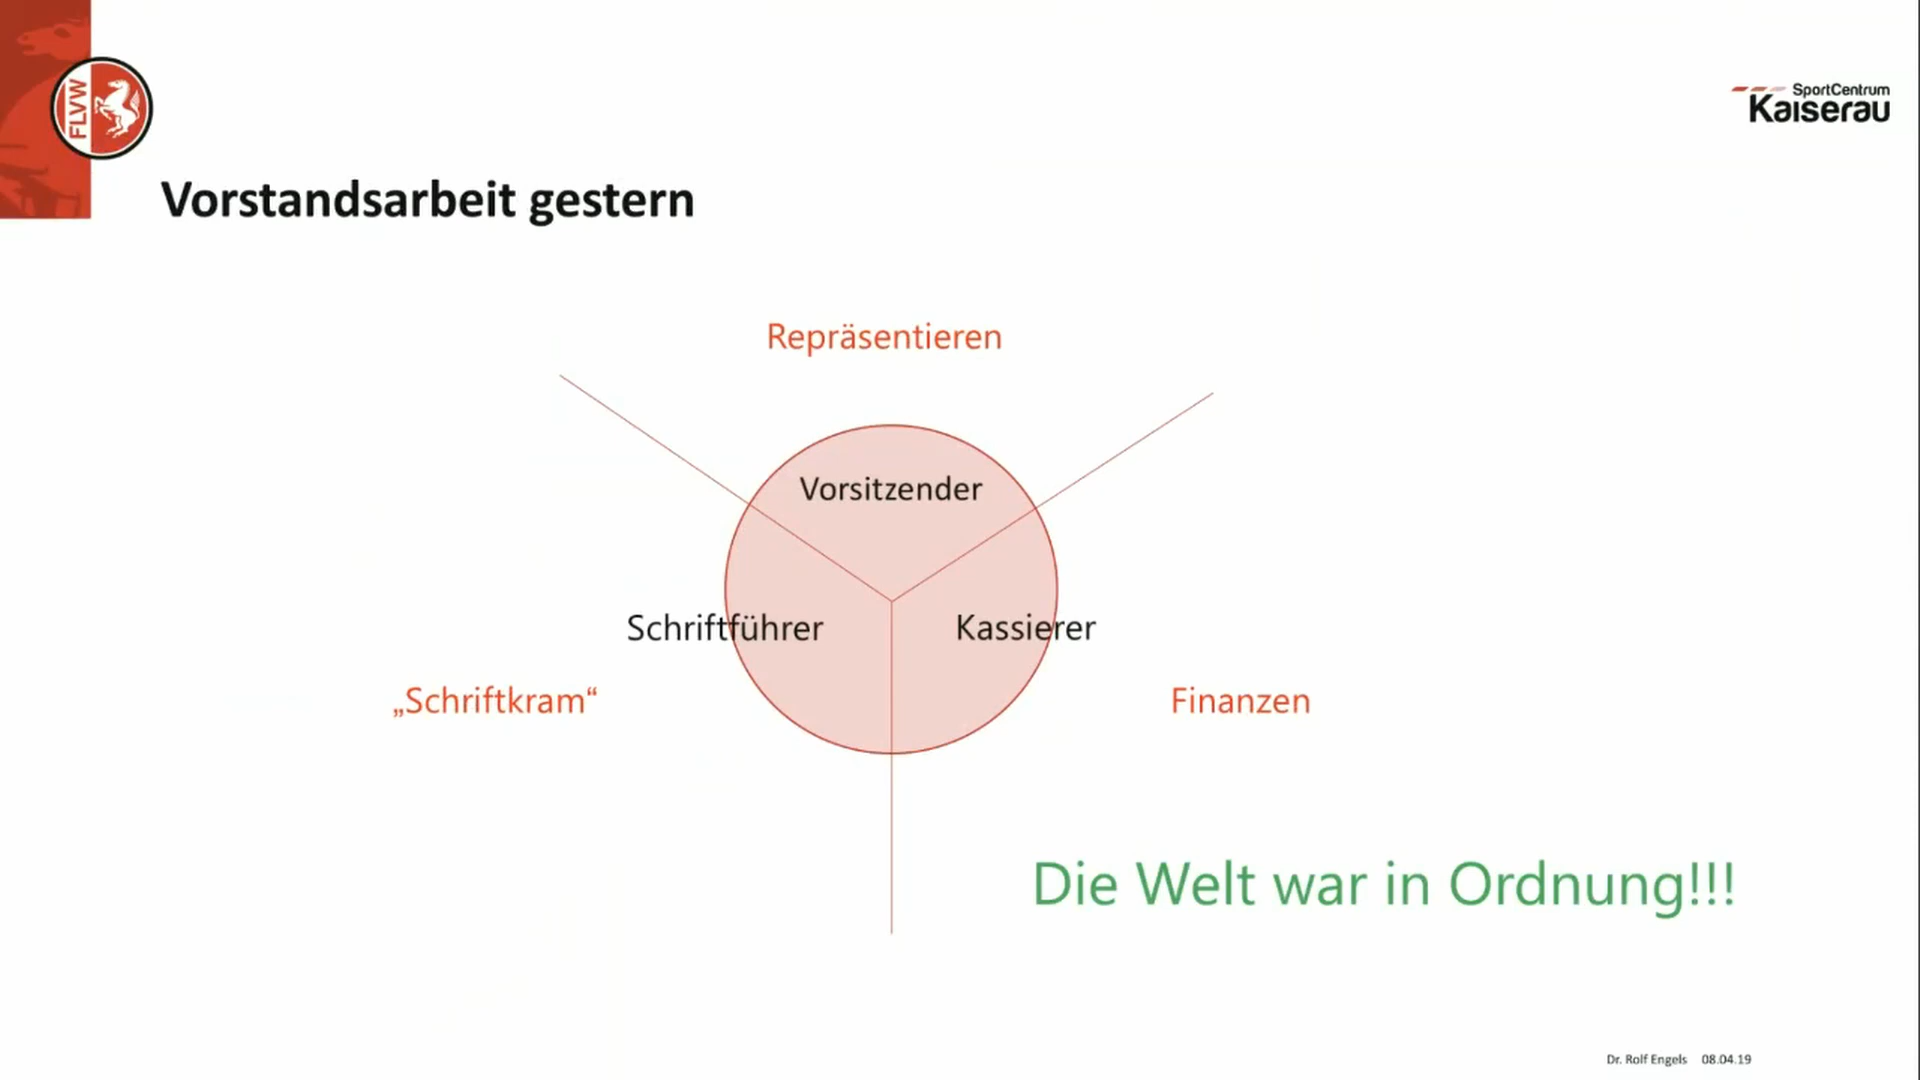 FLVW
SportCentrum
Kaiserau
Vorstandsarbeit gestern
Repräsentieren
Vorsitzender
Schriftführer
Kassierer
„Schriftkram“
Finanzen
Die Welt war in Ordnung!!!
Dr. Rolf Engels 08.04.19